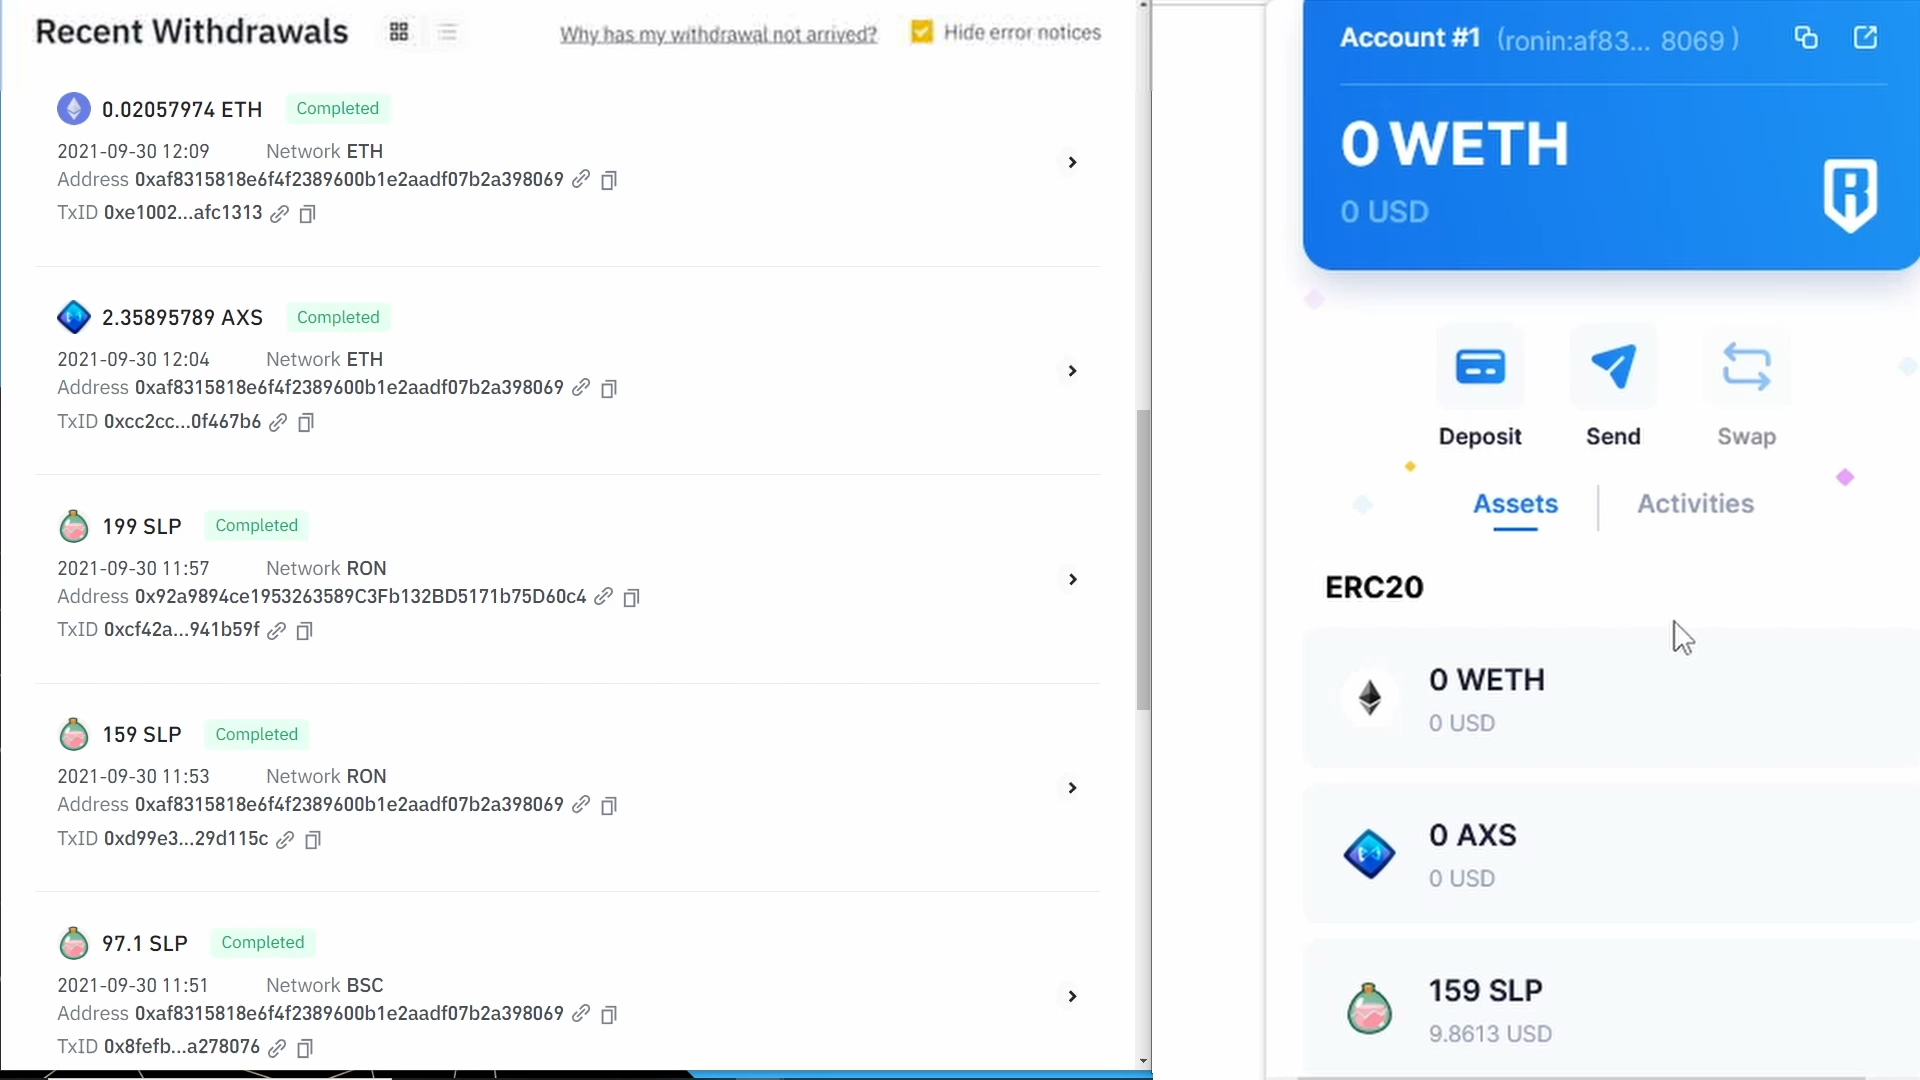 Recent Withdrawals
Why has my withdrawal not arrived?
Hide error notices
0.02057974 ETH Completed
2021-09-30 12:09 Network ETH
Address 0xaf8315818e6f4f2389600b1e2aadf07b2a398069
TxID 0xe1002...afc1313
2.35895789 AXS Completed
2021-09-30 12:04 Network ETH
Address 0xaf8315818e6f4f2389600b1e2aadf07b2a398069
TxID 0xcc2cc...0f467b6
199 SLP Completed
2021-09-30 11:57 Network RON
Address 0x92a9894ce1953263589C3Fb132BD5171b75D60c4
TxID 0xcf42a...941b59f
159 SLP Completed
2021-09-30 11:53 Network RON
Address 0xaf8315818e6f4f2389600b1e2aadf07b2a398069
TxID 0xd99e3...29d115c
97.1 SLP Completed
2021-09-30 11:51 Network BSC
Address 0xaf8315818e6f4f2389600b1e2aadf07b2a398069
TxID 0x8fefb...a278076
Account #1 (ronin:af83... 8069 )
0 WETH
0 USD
Deposit
Send
Swap
Assets
Activities
ERC20
0 WETH
0 USD
0 AXS
0 USD
159 SLP
9.8613 USD